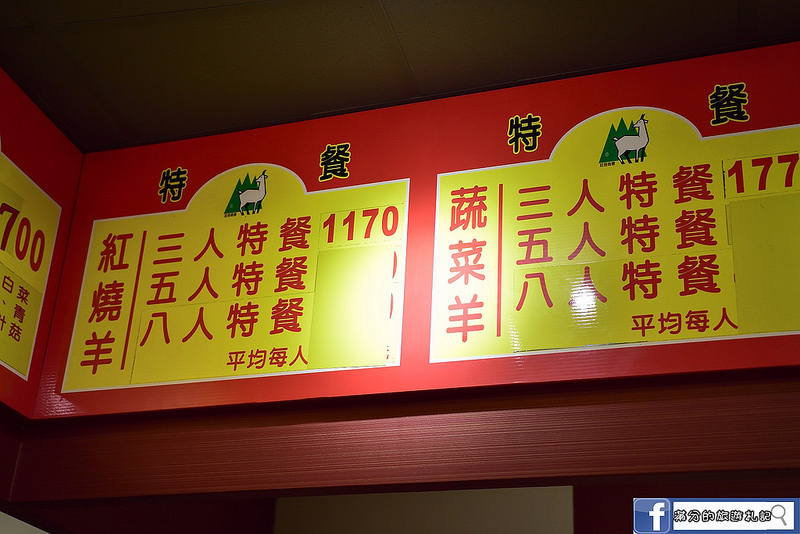 700
白菜
、青
什菇
特餐
紅燒羊
三人特餐 1170
五人特餐
八人特餐
平均每人
特餐
蔬菜羊
三人特餐 177
五人特餐
八人特餐
平均每人
滿分的旅遊札記